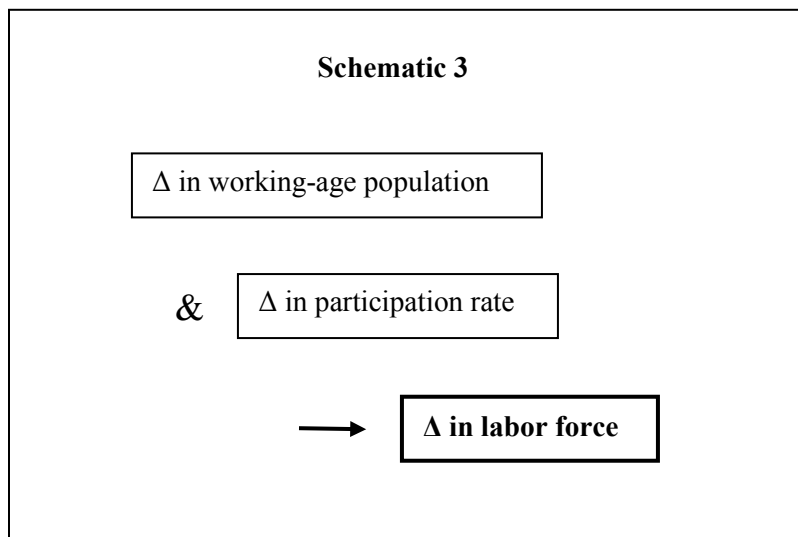 Schematic 3
Δ in working-age population
& Δ in participation rate
Δ in labor force